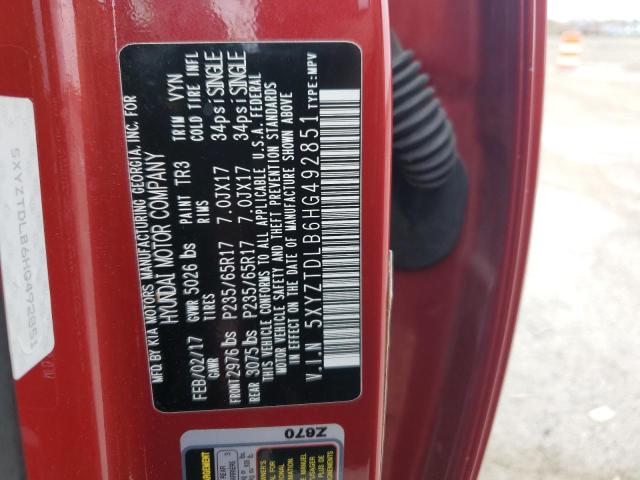 MFD. BY KIA MOTORS MANUFACTURING GEORGIA, INC. FOR
HYUNDAI MOTOR COMPANY
FEB/02/17 GVWR 5026 lbs PAINT TR3 TRIM VYN
GAWR TIRES RIMS COLD TIRE INFL
FRONT 2976 lbs P235/65R17 7.0JX17 34psi SINGLE
REAR 3075 lbs P235/65R17 7.0JX17 34psi SINGLE
THIS VEHICLE CONFORMS TO ALL APPLICABLE U.S.A. FEDERAL
MOTOR VEHICLE SAFETY AND THEFT PREVENTION STANDARDS
IN EFFECT ON THE DATE OF MANUFACTURE SHOWN ABOVE
V.I.N 5XYZTDLB6HG492851 TYPE:MPV
5XYZTDLB6HG492851
Z670